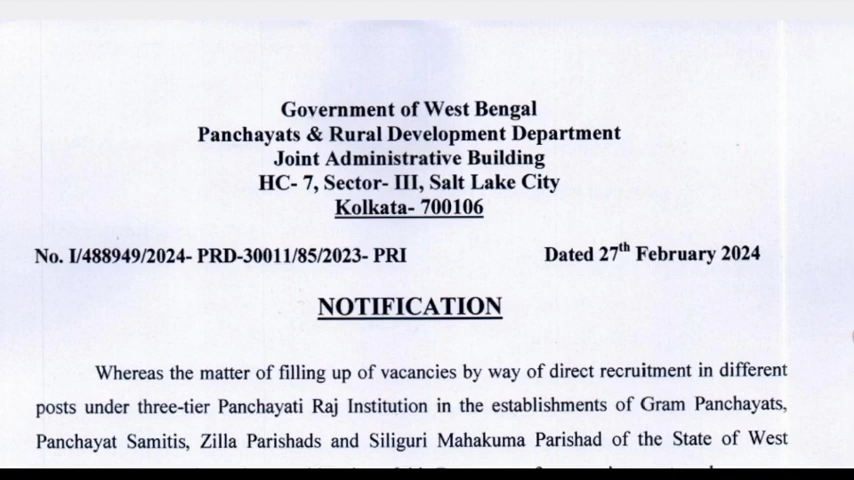 Government of West Bengal
Panchayats & Rural Development Department
Joint Administrative Building
HC- 7, Sector- III, Salt Lake City
Kolkata- 700106
No. I/488949/2024- PRD-30011/85/2023- PRI Dated 27th February 2024
NOTIFICATION
Whereas the matter of filling up of vacancies by way of direct recruitment in different
posts under three-tier Panchayati Raj Institution in the establishments of Gram Panchayats,
Panchayat Samitis, Zilla Parishads and Siliguri Mahakuma Parishad of the State of West